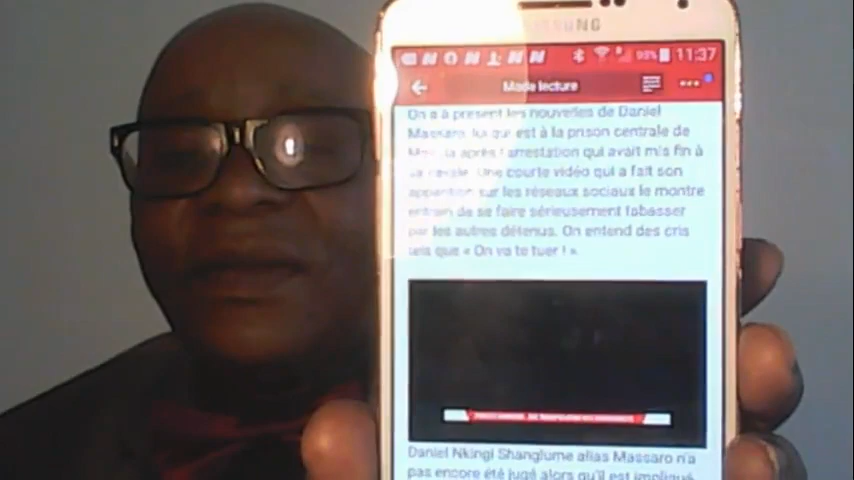 SAMSUNG
98% 11:37
Mode lecture
On a à présent les nouvelles de Daniel
Massaro, lui qui est à la prison centrale de
après l'arrestation qui avait mis fin à
sa cavale. Une courte vidéo qui a fait son
apparition sur les réseaux sociaux le montre
entrain de se faire sérieusement tabasser
par les autres détenus. On entend des cris
tels que « On va te tuer ! ».
Daniel Nkingi Shanglume alias Massaro n'a
pas encore été jugé alors qu'il est impliqué